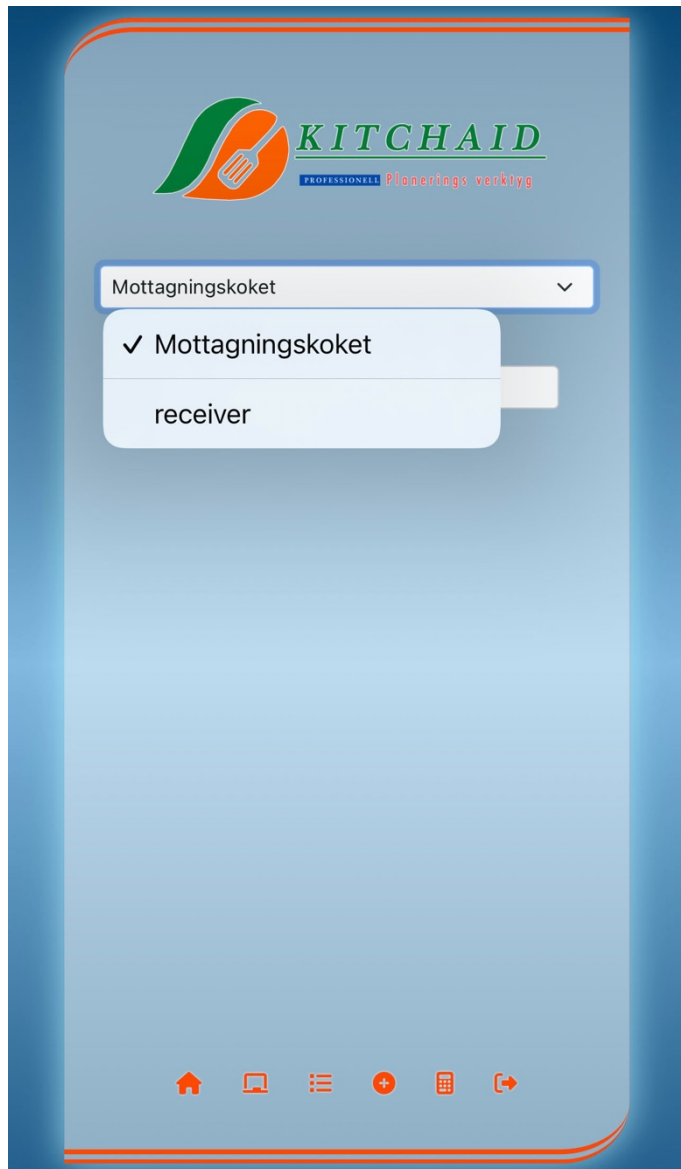 KITCHAID
PROFESSIONELL Planerings verktyg
Mottagningskoket
✓ Mottagningskoket
receiver